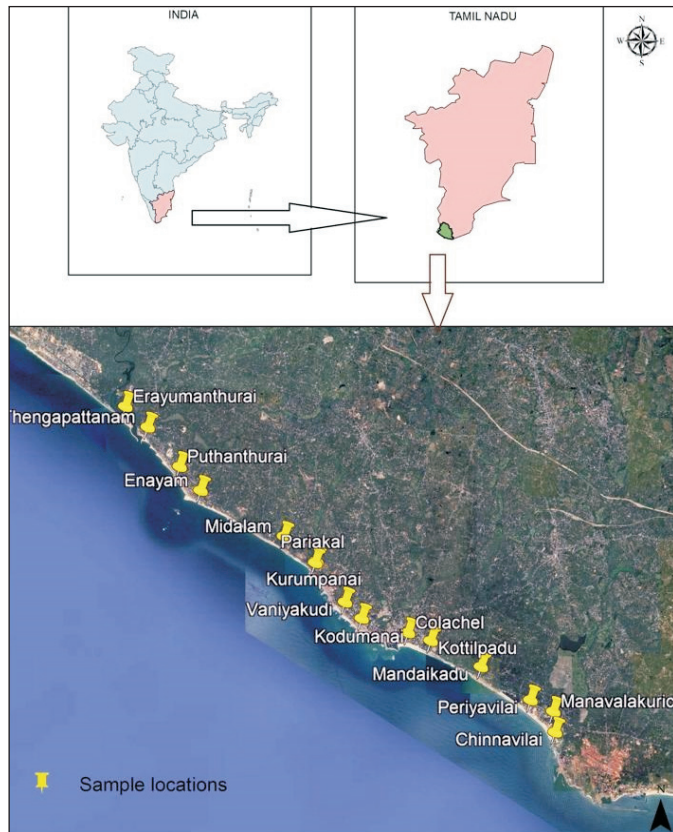 INDIA
TAMIL NADU
N
W E
S
Erayumanthurai
Thengapattanam
Puthanthurai
Enayam
Midalam
Pariakal
Kurumpanai
Vaniyakudi
Colachel
Kodumanai
Kottilpadu
Mandaikadu
Periyavilai
Manavalakuric
Chinnavilai
Sample locations
N